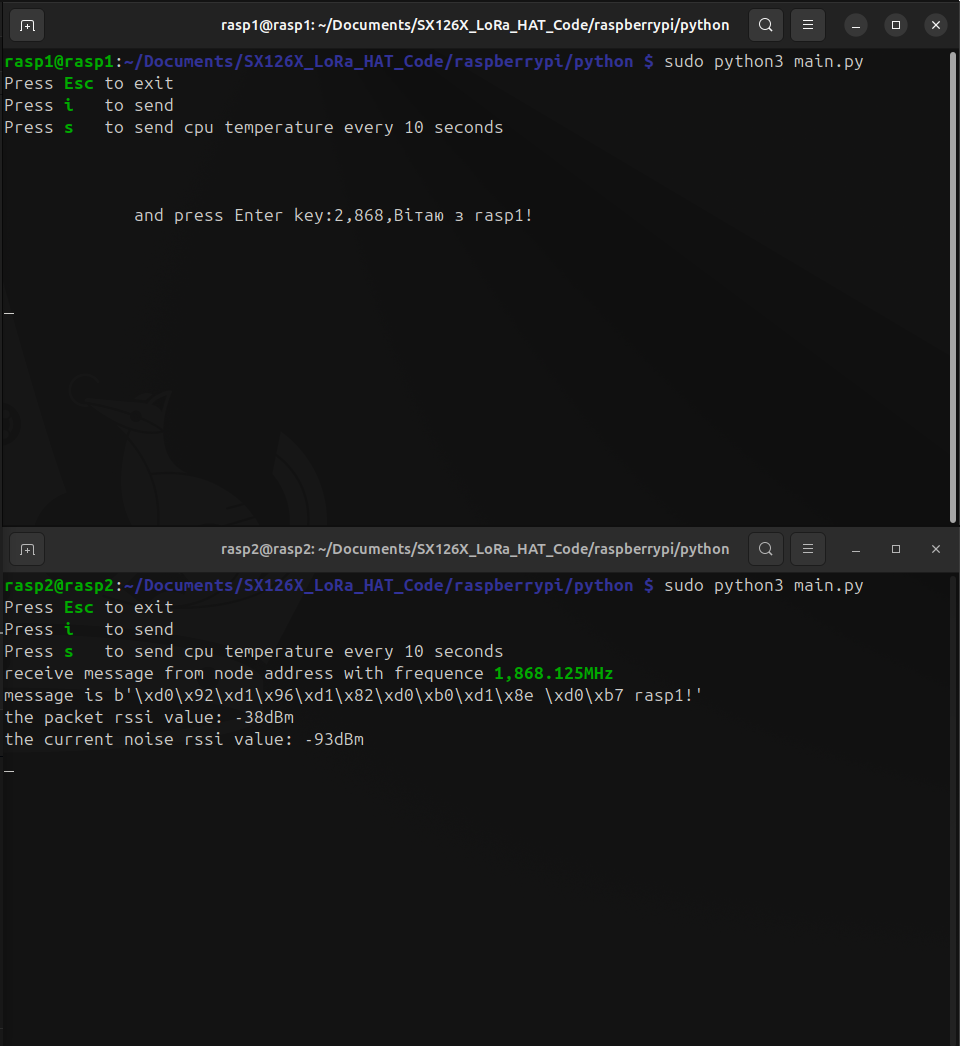 rasp1@rasp1: ~/Documents/SX126X_LoRa_HAT_Code/raspberrypi/python
rasp1@rasp1:~/Documents/SX126X_LoRa_HAT_Code/raspberrypi/python $ sudo python3 main.py
Press Esc to exit
Press i   to send
Press s   to send cpu temperature every 10 seconds
and press Enter key:2,868,Вітаю з rasp1!
rasp2@rasp2: ~/Documents/SX126X_LoRa_HAT_Code/raspberrypi/python
rasp2@rasp2:~/Documents/SX126X_LoRa_HAT_Code/raspberrypi/python $ sudo python3 main.py
Press Esc to exit
Press i   to send
Press s   to send cpu temperature every 10 seconds
receive message from node address with frequence 1,868.125MHz
message is b'\xd0\x92\xd1\x96\xd1\x82\xd0\xb0\xd1\x8e \xd0\xb7 rasp1!'
the packet rssi value: -38dBm
the current noise rssi value: -93dBm